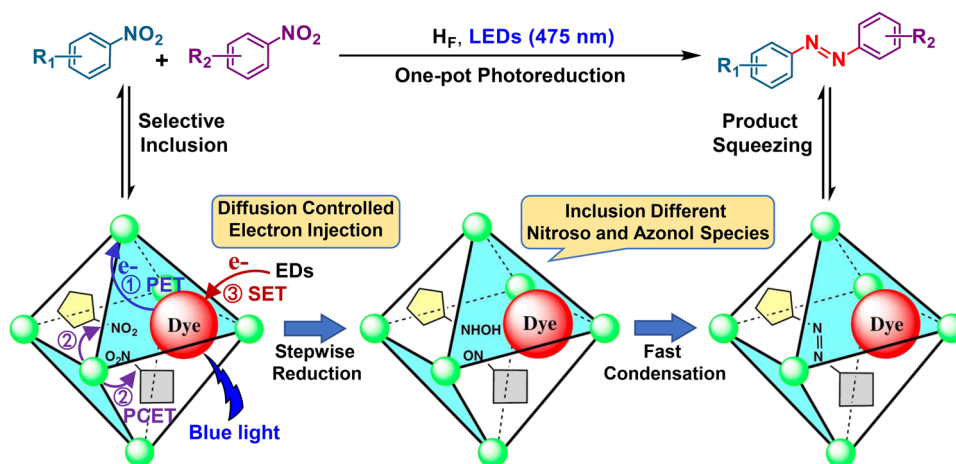 NO₂
R₁
+
NO₂
R₂
H_F, LEDs (475 nm)
One-pot Photoreduction
R₁
N
N
R₂
Selective
Inclusion
Product
Squeezing
Diffusion Controlled
Electron Injection
Inclusion Different
Nitroso and Azonol Species
e-
① PET
e-
EDs
③ SET
Dye
②
NO₂
O₂N
②
PCET
Blue light
Stepwise
Reduction
NHOH
ON
Dye
Fast
Condensation
N
N
Dye